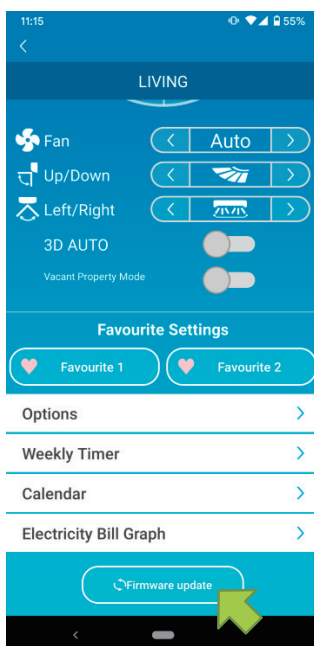 11:15
55%
LIVING
Fan
Auto
Up/Down
Left/Right
3D AUTO
Vacant Property Mode
Favourite Settings
Favourite 1
Favourite 2
Options
Weekly Timer
Calendar
Electricity Bill Graph
Firmware update